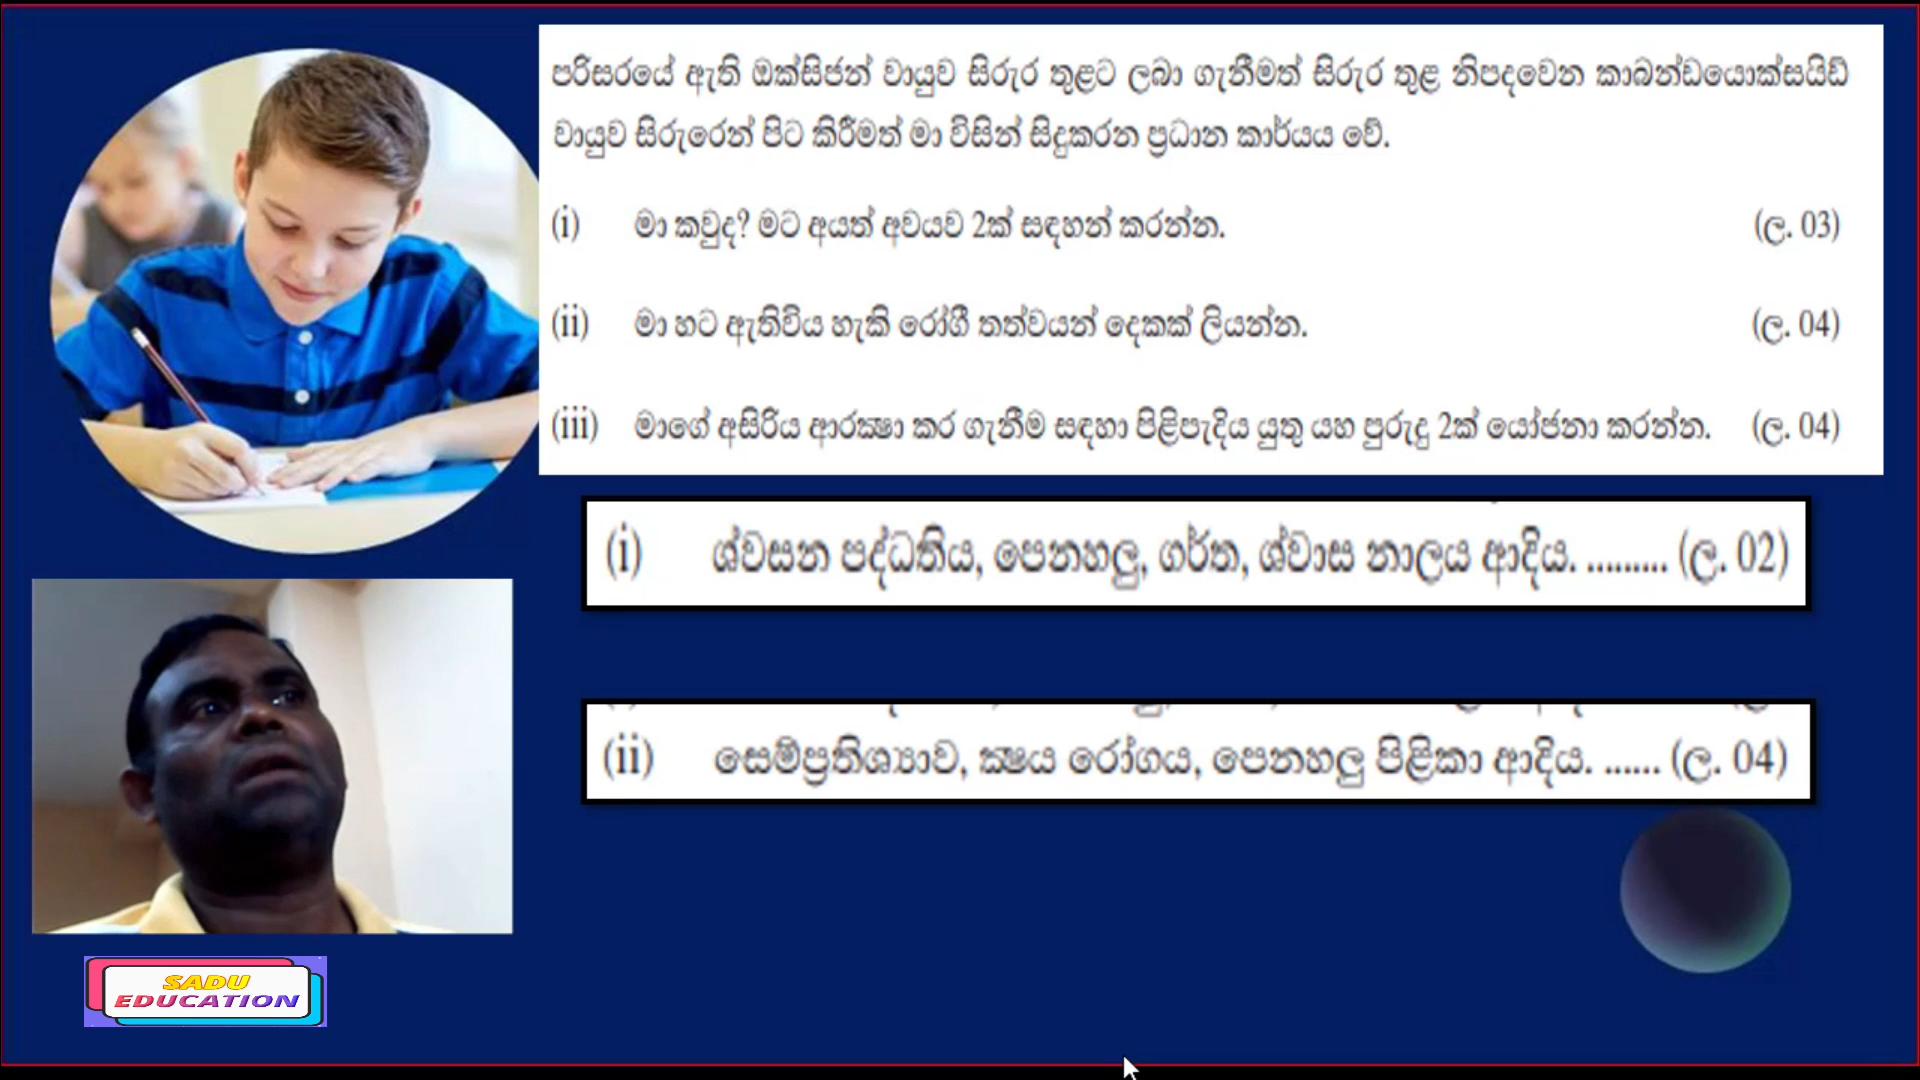 පරිසරයේ ඇති ඔක්සිජන් වායුව සිරුර තුළට ලබා ගැනීමත් සිරුර තුළ නිපදවෙන කාබන්ඩයොක්සයිඩ්
වායුව සිරුරෙන් පිට කිරීමත් මා විසින් සිදුකරන ප්‍රධාන කාර්යය වේ.
(i) මා කවුද? මට අයත් අවයව 2ක් සඳහන් කරන්න. (ල. 03)
(ii) මා හට ඇතිවිය හැකි රෝගී තත්වයන් දෙකක් ලියන්න. (ල. 04)
(iii) මාගේ අසිරිය ආරක්‍ෂා කර ගැනීම සඳහා පිළිපැදිය යුතු යහ පුරුදු 2ක් යෝජනා කරන්න. (ල. 04)
(i) ශ්වසන පද්ධතිය, පෙනහලු, ගර්ත, ශ්වාස නාලය ආදිය. ......... (ල. 02)
(ii) සෙම්ප්‍රතිශ්‍යාව, ක්‍ෂය රෝගය, පෙනහලු පිළිකා ආදිය. ...... (ල. 04)
SADU
EDUCATION